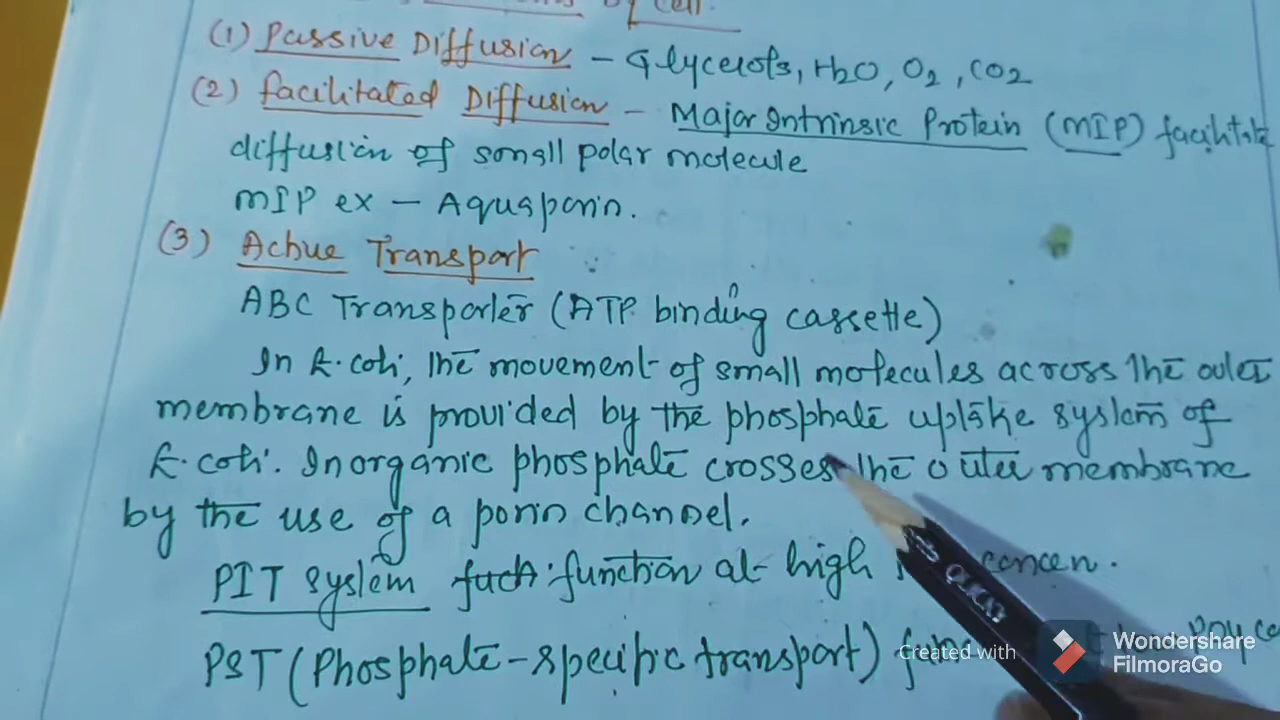 by Cell.
(1) Passive Diffusion - Glycerols, H2O, O2, CO2
(2) facilitated Diffusion - Major Intrinsic Protein (MIP) facilitate
diffusion of small polar molecule
MIP ex - Aquaporin.
(3) Active Transport
ABC Transporter (ATP binding cassette)
In E. coli, the movement of small molecules across the outer
membrane is provided by the phosphate uptake system of
E. coli. Inorganic phosphate crosses the outer membrane
by the use of a porin channel.
PIT System function at high concen.
PST (Phosphate-specific transport)
Created with
Wondershare
FilmoraGo